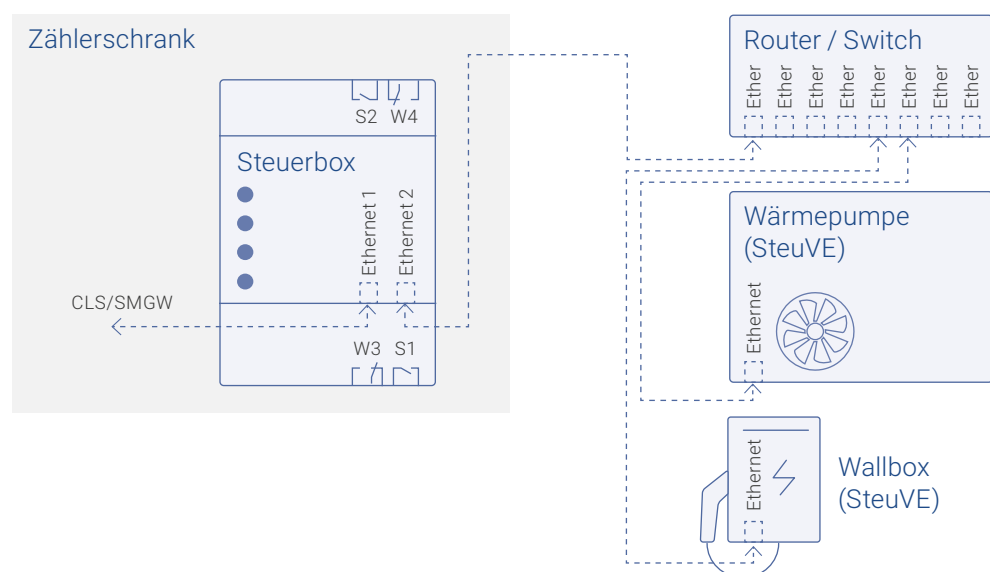 Zählerschrank
S2 W4
Steuerbox
Ethernet 1
Ethernet 2
CLS/SMGW
W3 S1
Router / Switch
Ether
Ether
Ether
Ether
Ether
Ether
Ether
Ether
Wärmepumpe
(SteuVE)
Ethernet
Ethernet
Wallbox
(SteuVE)